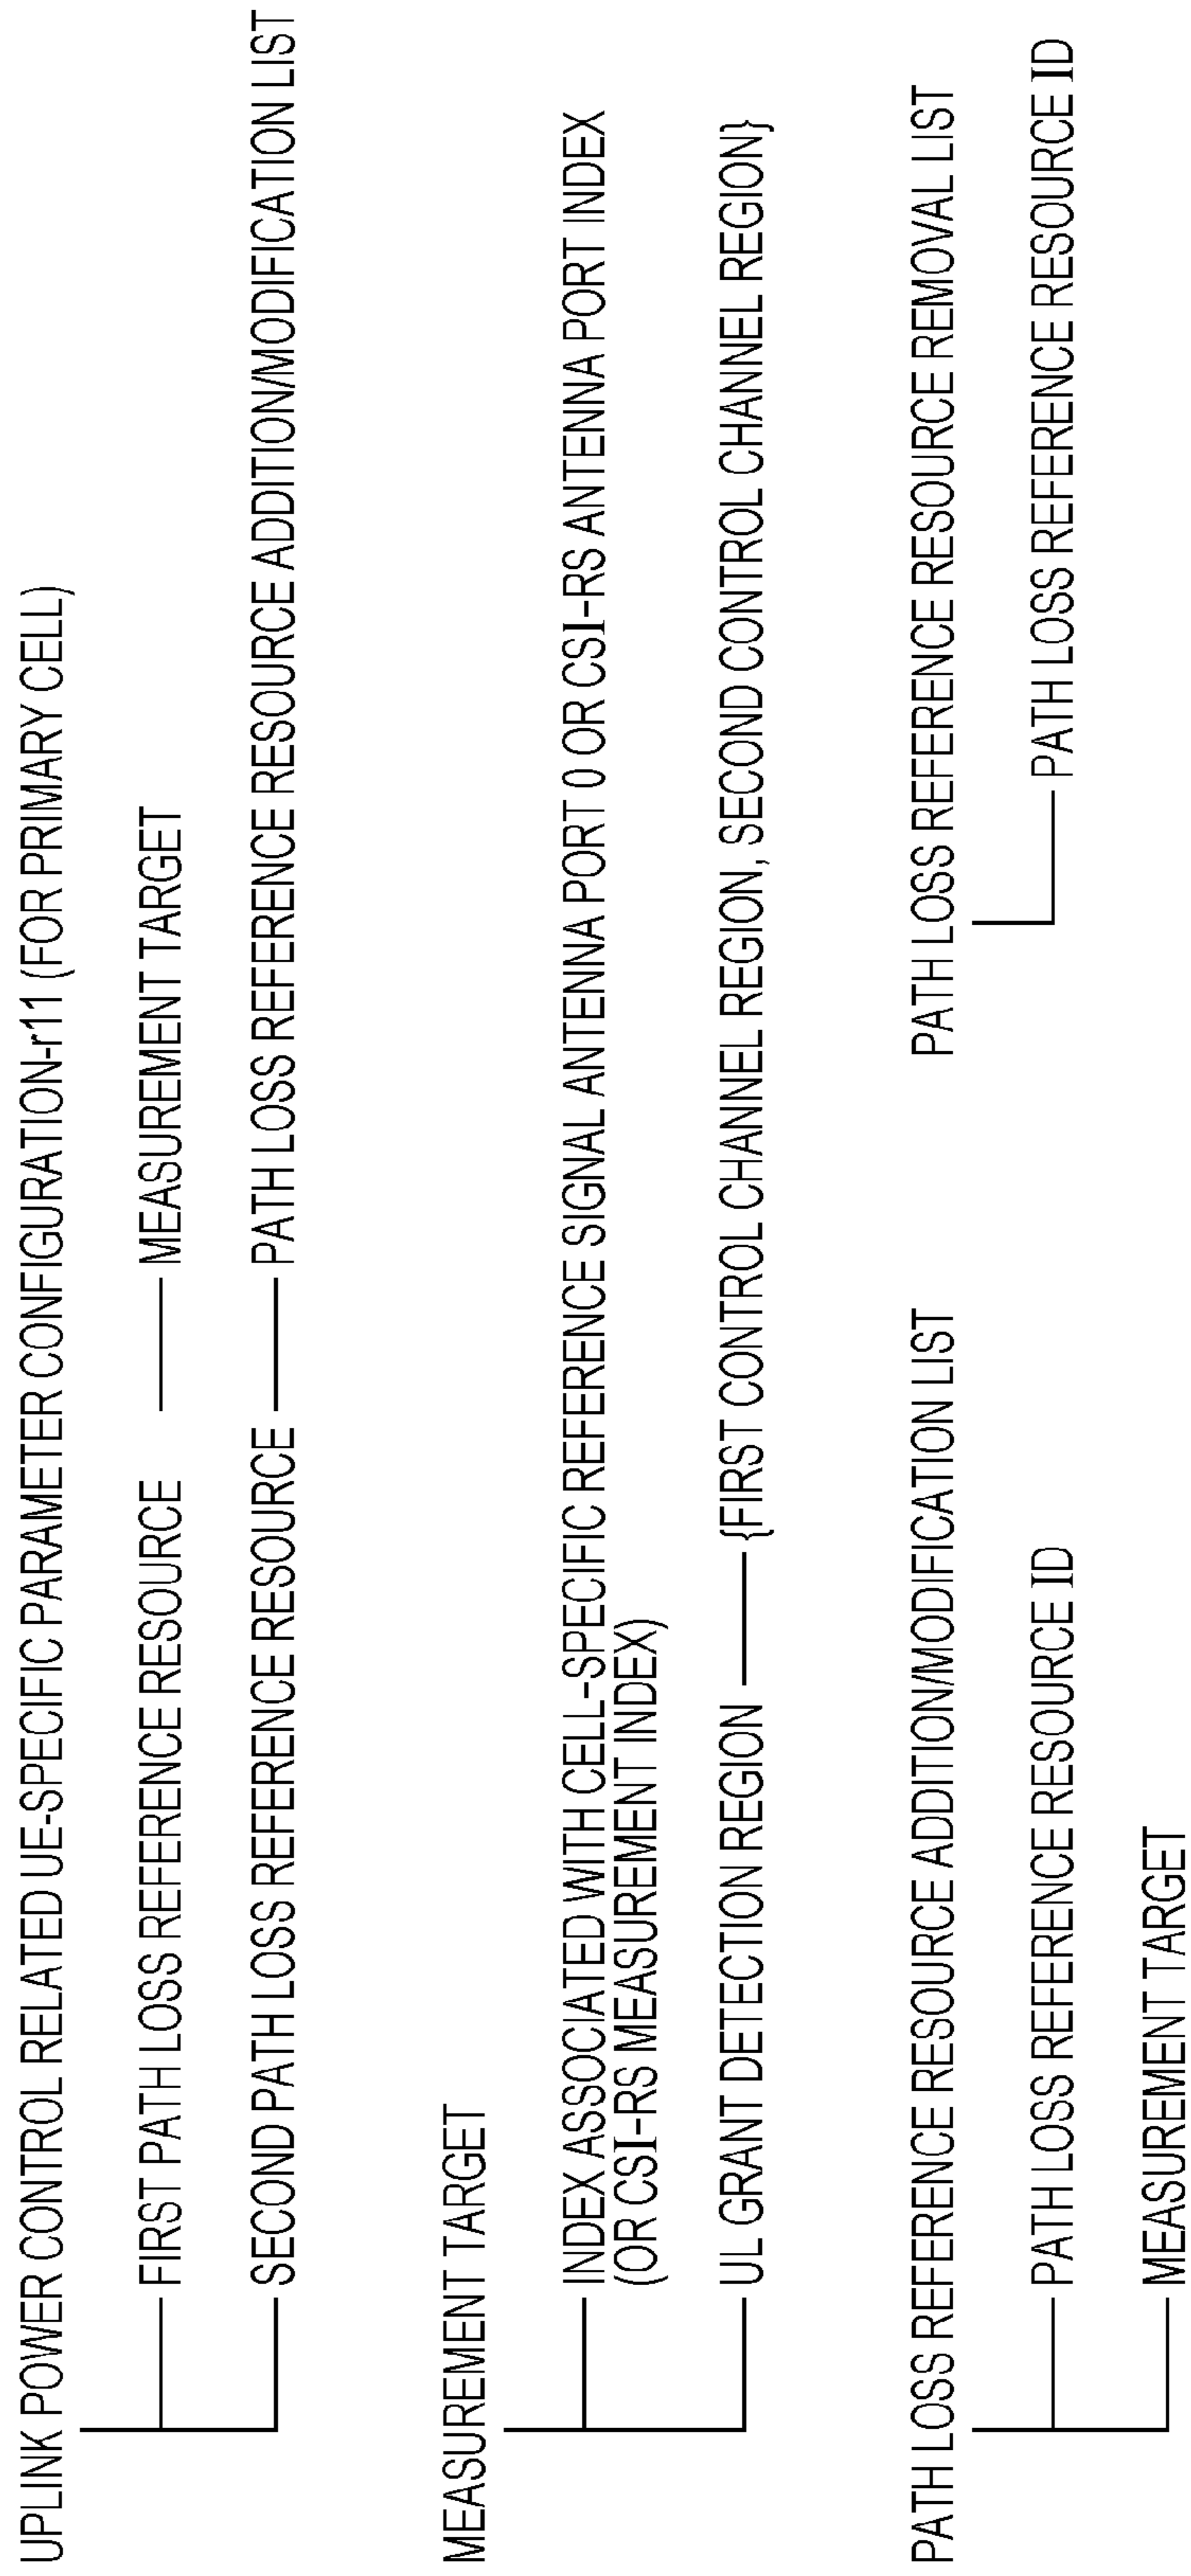 UPLINK POWER CONTROL RELATED UE-SPECIFIC PARAMETER CONFIGURATION-r11 (FOR PRIMARY CELL)
FIRST PATH LOSS REFERENCE RESOURCE MEASUREMENT TARGET
SECOND PATH LOSS REFERENCE RESOURCE PATH LOSS REFERENCE RESOURCE ADDITION/MODIFICATION LIST
MEASUREMENT TARGET
INDEX ASSOCIATED WITH CELL-SPECIFIC REFERENCE SIGNAL ANTENNA PORT 0 OR CSI-RS ANTENNA PORT INDEX
(OR CSI-RS MEASUREMENT INDEX)
UL GRANT DETECTION REGION {FIRST CONTROL CHANNEL REGION, SECOND CONTROL CHANNEL REGION}
PATH LOSS REFERENCE RESOURCE ADDITION/MODIFICATION LIST
PATH LOSS REFERENCE RESOURCE ID
MEASUREMENT TARGET
PATH LOSS REFERENCE RESOURCE REMOVAL LIST
PATH LOSS REFERENCE RESOURCE ID